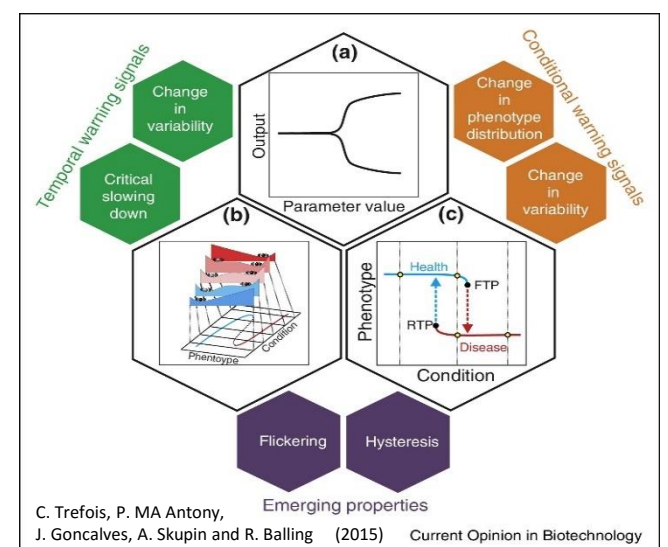 Temporal warning signals
Change
in
variability
Critical
slowing
down
(a)
Output
Parameter value
Conditional warning signals
Change
in
phenotype
distribution
Change
in
variability
(b)
Phentoype
Condition
(c)
Phenotype
Health
FTP
RTP
Disease
Condition
Flickering
Hysteresis
Emerging properties
C. Trefois, P. MA Antony,
J. Goncalves, A. Skupin and R. Balling (2015)
Current Opinion in Biotechnology